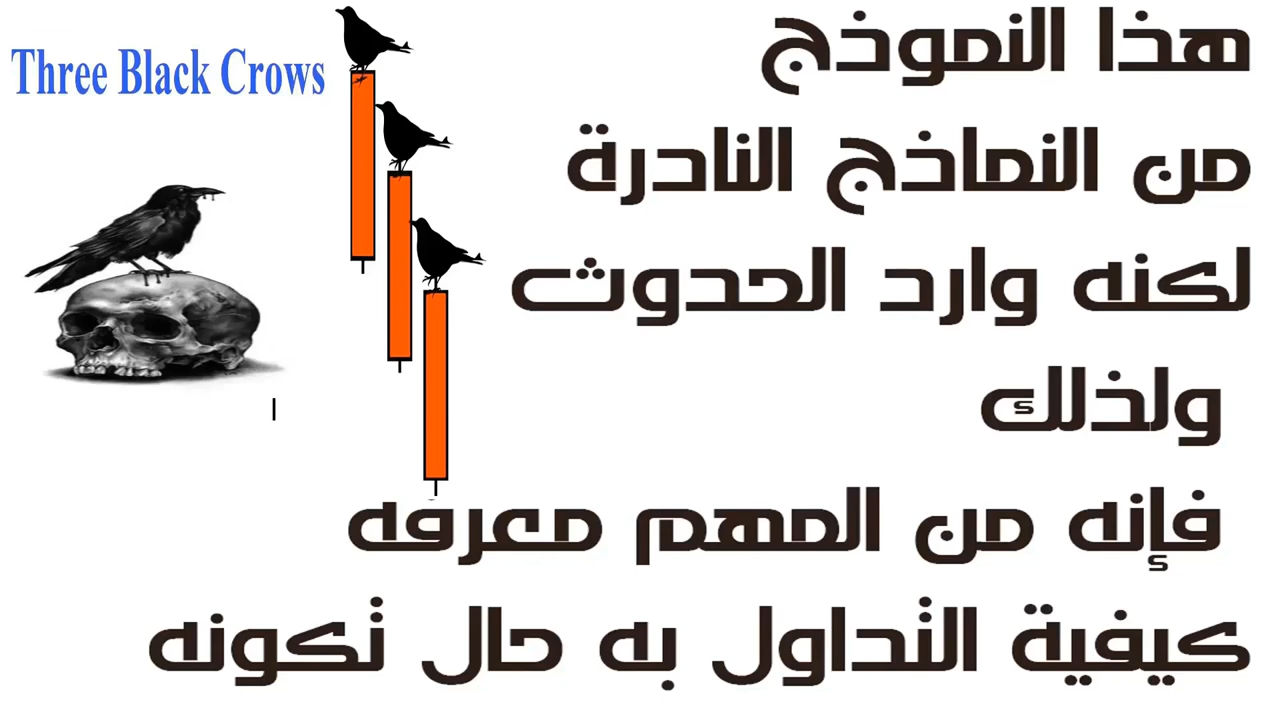 Three Black Crows
هذا النموذج
من النماذج النادرة
لكنه وارد الحدوث
ولذلك
فإنه من المهم معرفه
كيفية التداول به حال تكونه